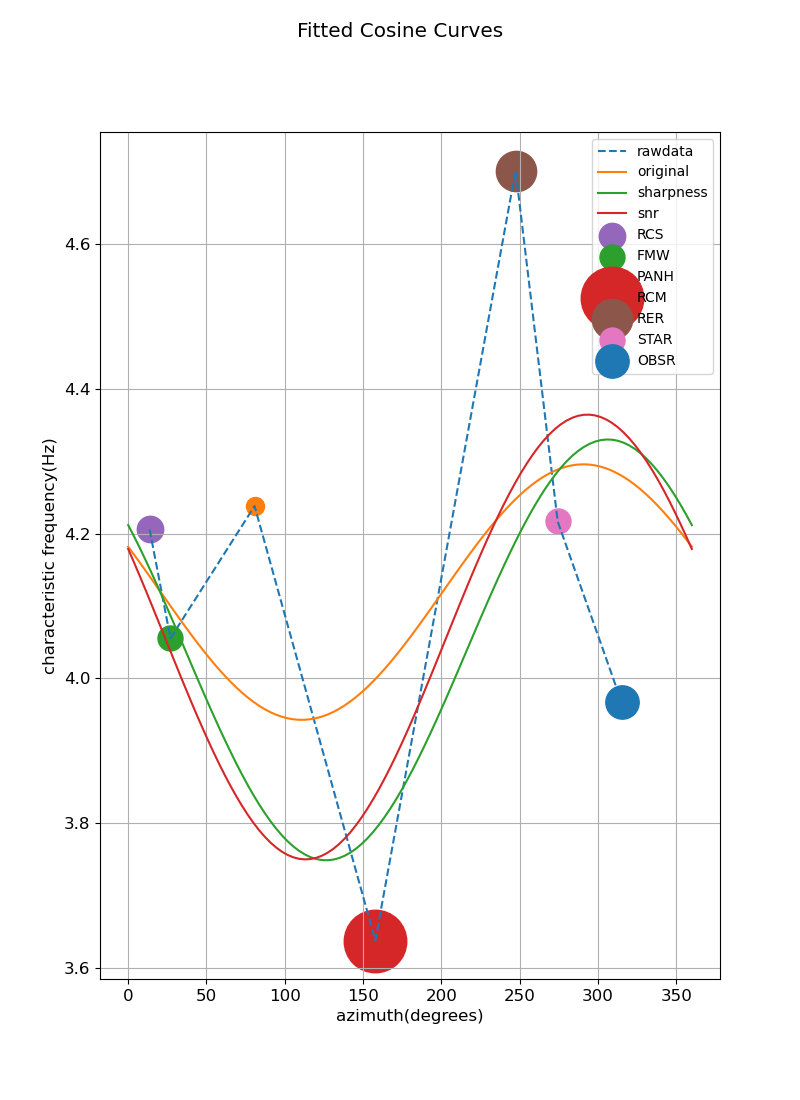 Fitted Cosine Curves
characteristic frequency(Hz)
4.6
4.4
4.2
4.0
3.8
3.6
rawdata
original
sharpness
snr
RCS
FMW
PANH
RCM
RER
STAR
OBSR
0 50 100 150 200 250 300 350
azimuth(degrees)